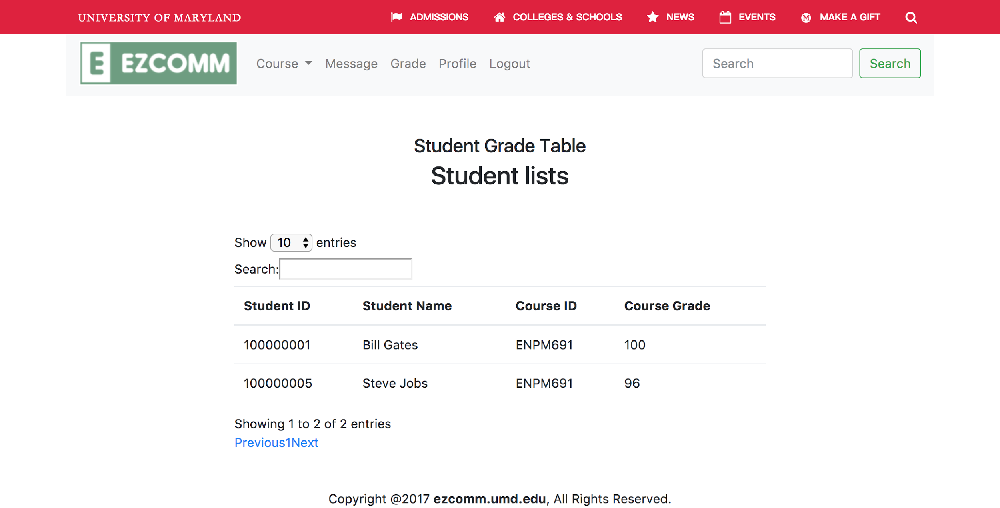 UNIVERSITY OF MARYLAND ADMISSIONS COLLEGES & SCHOOLS NEWS EVENTS M MAKE A GIFT
E EZCOMM Course Message Grade Profile Logout Search Search
Student Grade Table
Student lists
Show 10 entries
Search:
Student ID Student Name Course ID Course Grade
100000001 Bill Gates ENPM691 100
100000005 Steve Jobs ENPM691 96
Showing 1 to 2 of 2 entries
Previous1Next
Copyright @2017 ezcomm.umd.edu, All Rights Reserved.